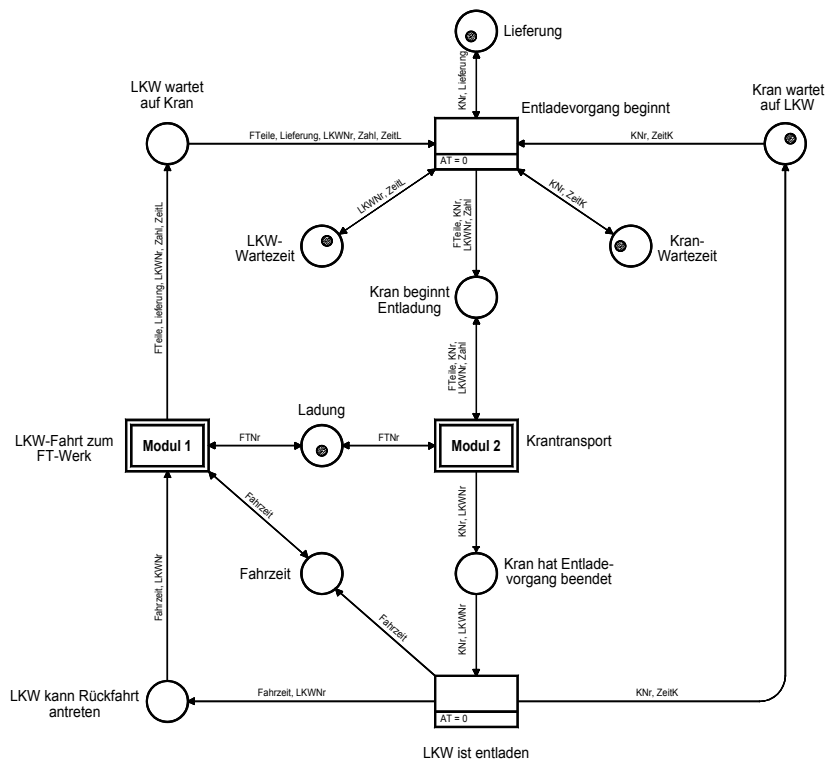 Lieferung
KNr, Lieferung
LKW wartet
auf Kran
Entladevorgang beginnt
Kran wartet
auf LKW
FTeile, Lieferung, LKWNr, Zahl, ZeitL
KNr, ZeitK
AT = 0
LKWNr, ZeitL
KNr, ZeitK
LKW-
Wartezeit
FTeile, KNr,
LKWNr, Zahl
Kran-
Wartezeit
Kran beginnt
Entladung
FTeile, Lieferung, LKWNr, Zahl, ZeitL
FTeile, KNr,
LKWNr, Zahl
Ladung
LKW-Fahrt zum
FT-Werk
Modul 1
FTNr
FTNr
Modul 2
Krantransport
Fahrzeit
KNr, LKWNr
Fahrzeit
Kran hat Entlade-
vorgang beendet
Fahrzeit, LKWNr
Fahrzeit
KNr, LKWNr
LKW kann Rückfahrt
antreten
Fahrzeit, LKWNr
KNr, ZeitK
AT = 0
LKW ist entladen